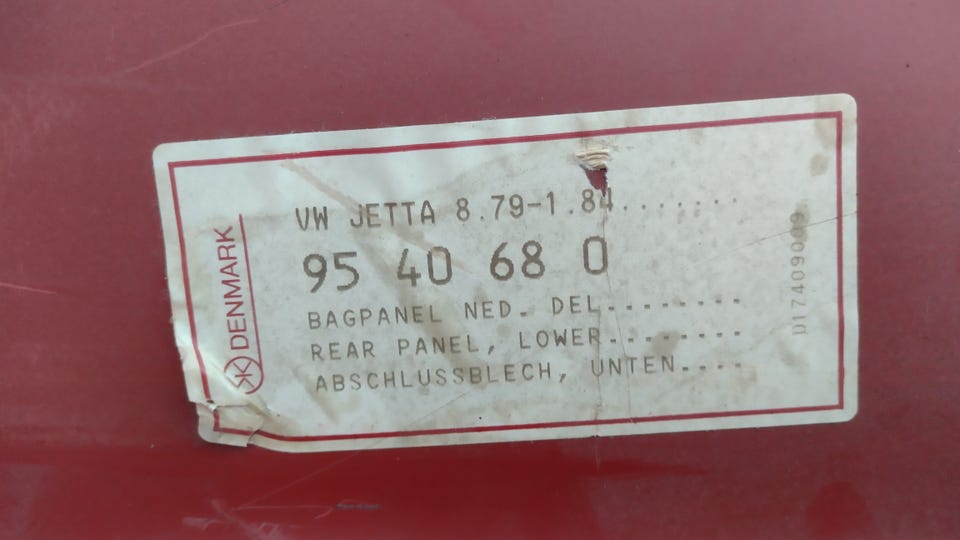 VW JETTA 8.79-1.84.......
95 40 68 0
BAGPANEL NED. DEL........
REAR PANEL, LOWER........
ABSCHLUSSBLECH, UNTEN....
DENMARK